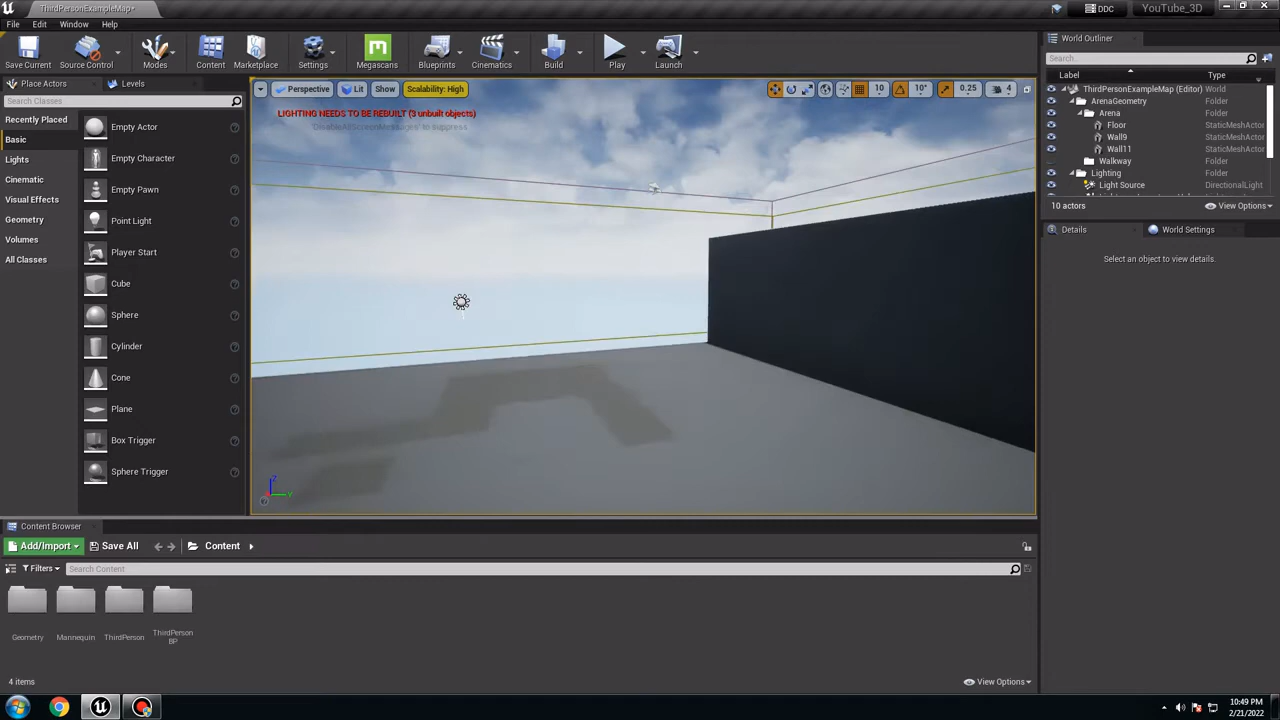 ThirdPersonExampleMap*
DDC
YouTube_3D
File
Edit
Window
Help
Save Current
Source Control
Modes
Content
Marketplace
Settings
Megascans
Blueprints
Cinematics
Build
Play
Launch
Place Actors
Levels
Search Classes
Recently Placed
Basic
Lights
Cinematic
Visual Effects
Geometry
Volumes
All Classes
Empty Actor
Empty Character
Empty Pawn
Point Light
Player Start
Cube
Sphere
Cylinder
Cone
Plane
Box Trigger
Sphere Trigger
Perspective
Lit
Show
Scalability: High
10
10°
0.25
4
LIGHTING NEEDS TO BE REBUILT (3 unbuilt objects)
'DisableAllScreenMessages' to suppress
World Outliner
Search...
Label
Type
ThirdPersonExampleMap (Editor)
World
ArenaGeometry
Folder
Arena
Folder
Floor
StaticMeshActor
Wall9
StaticMeshActor
Wall11
StaticMeshActor
Walkway
Folder
Lighting
Folder
Light Source
DirectionalLight
10 actors
View Options
Details
World Settings
Select an object to view details.
Content Browser
Add/Import
Save All
Content
Filters
Search Content
Geometry
Mannequin
ThirdPerson
ThirdPerson
BP
4 items
View Options
10:49 PM
2/21/2022